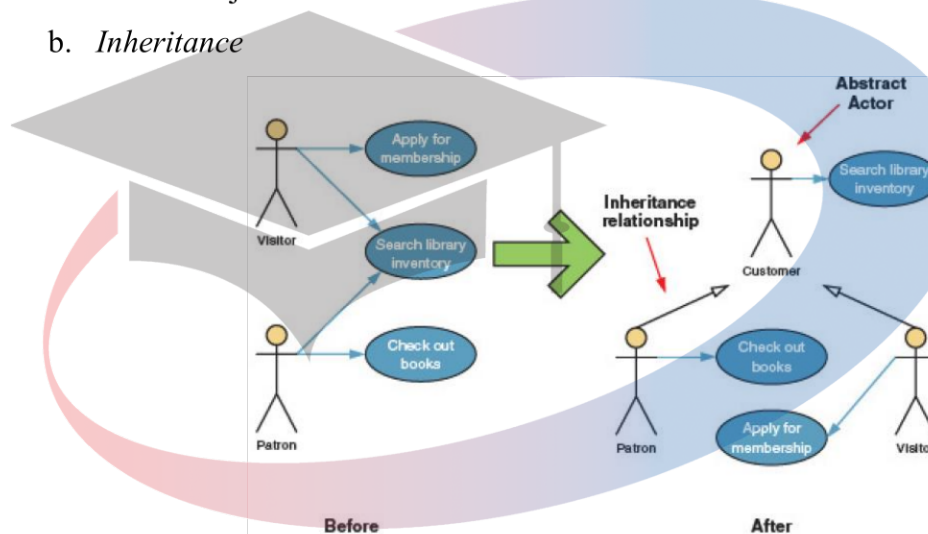 b. Inheritance
Abstract
Actor
Apply for
membership
Search library
inventory
Inheritance
relationship
Visitor
Search library
inventory
Customer
Check out
books
Check out
books
Patron
Patron
Apply for
membership
Before
After